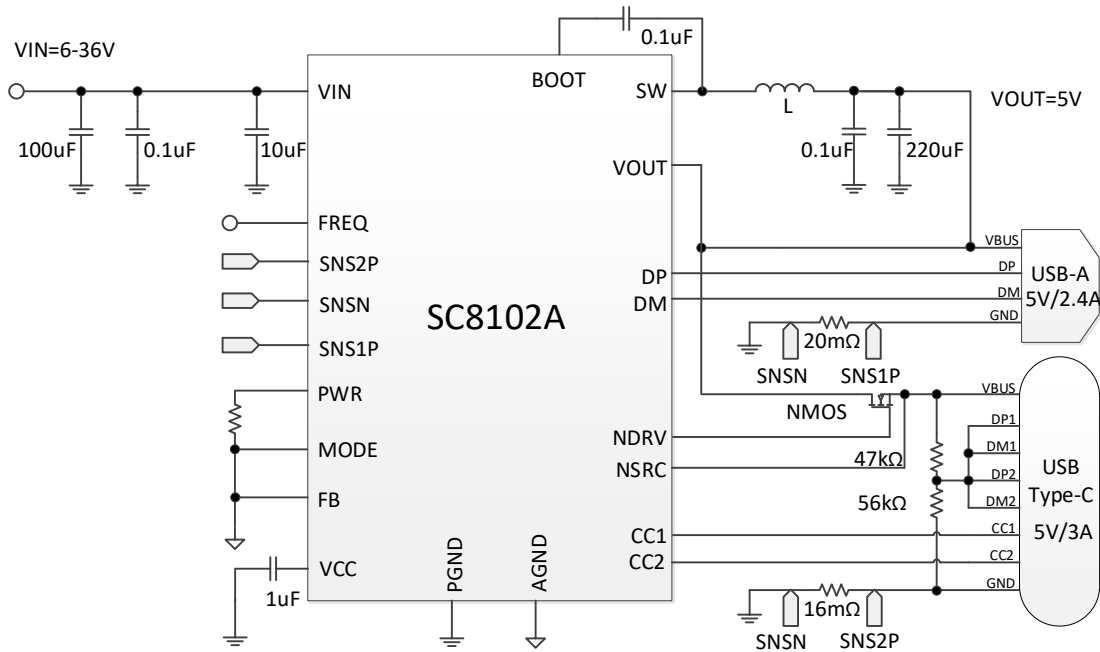 0.1uF
VIN=6-36V
BOOT
VIN
SW
L
VOUT=5V
100uF
0.1uF
10uF
0.1uF
220uF
VOUT
FREQ
SNS2P
SNSN
SNS1P
SC8102A
DP
DM
VBUS
DP
DM
GND
USB-A
5V/2.4A
20mΩ
SNSN
SNS1P
PWR
MODE
FB
VCC
1uF
PGND
AGND
NMOS
NDRV
NSRC
47kΩ
56kΩ
CC1
CC2
VBUS
DP1
DM1
DP2
DM2
CC1
CC2
GND
USB
Type-C
5V/3A
16mΩ
SNSN
SNS2P